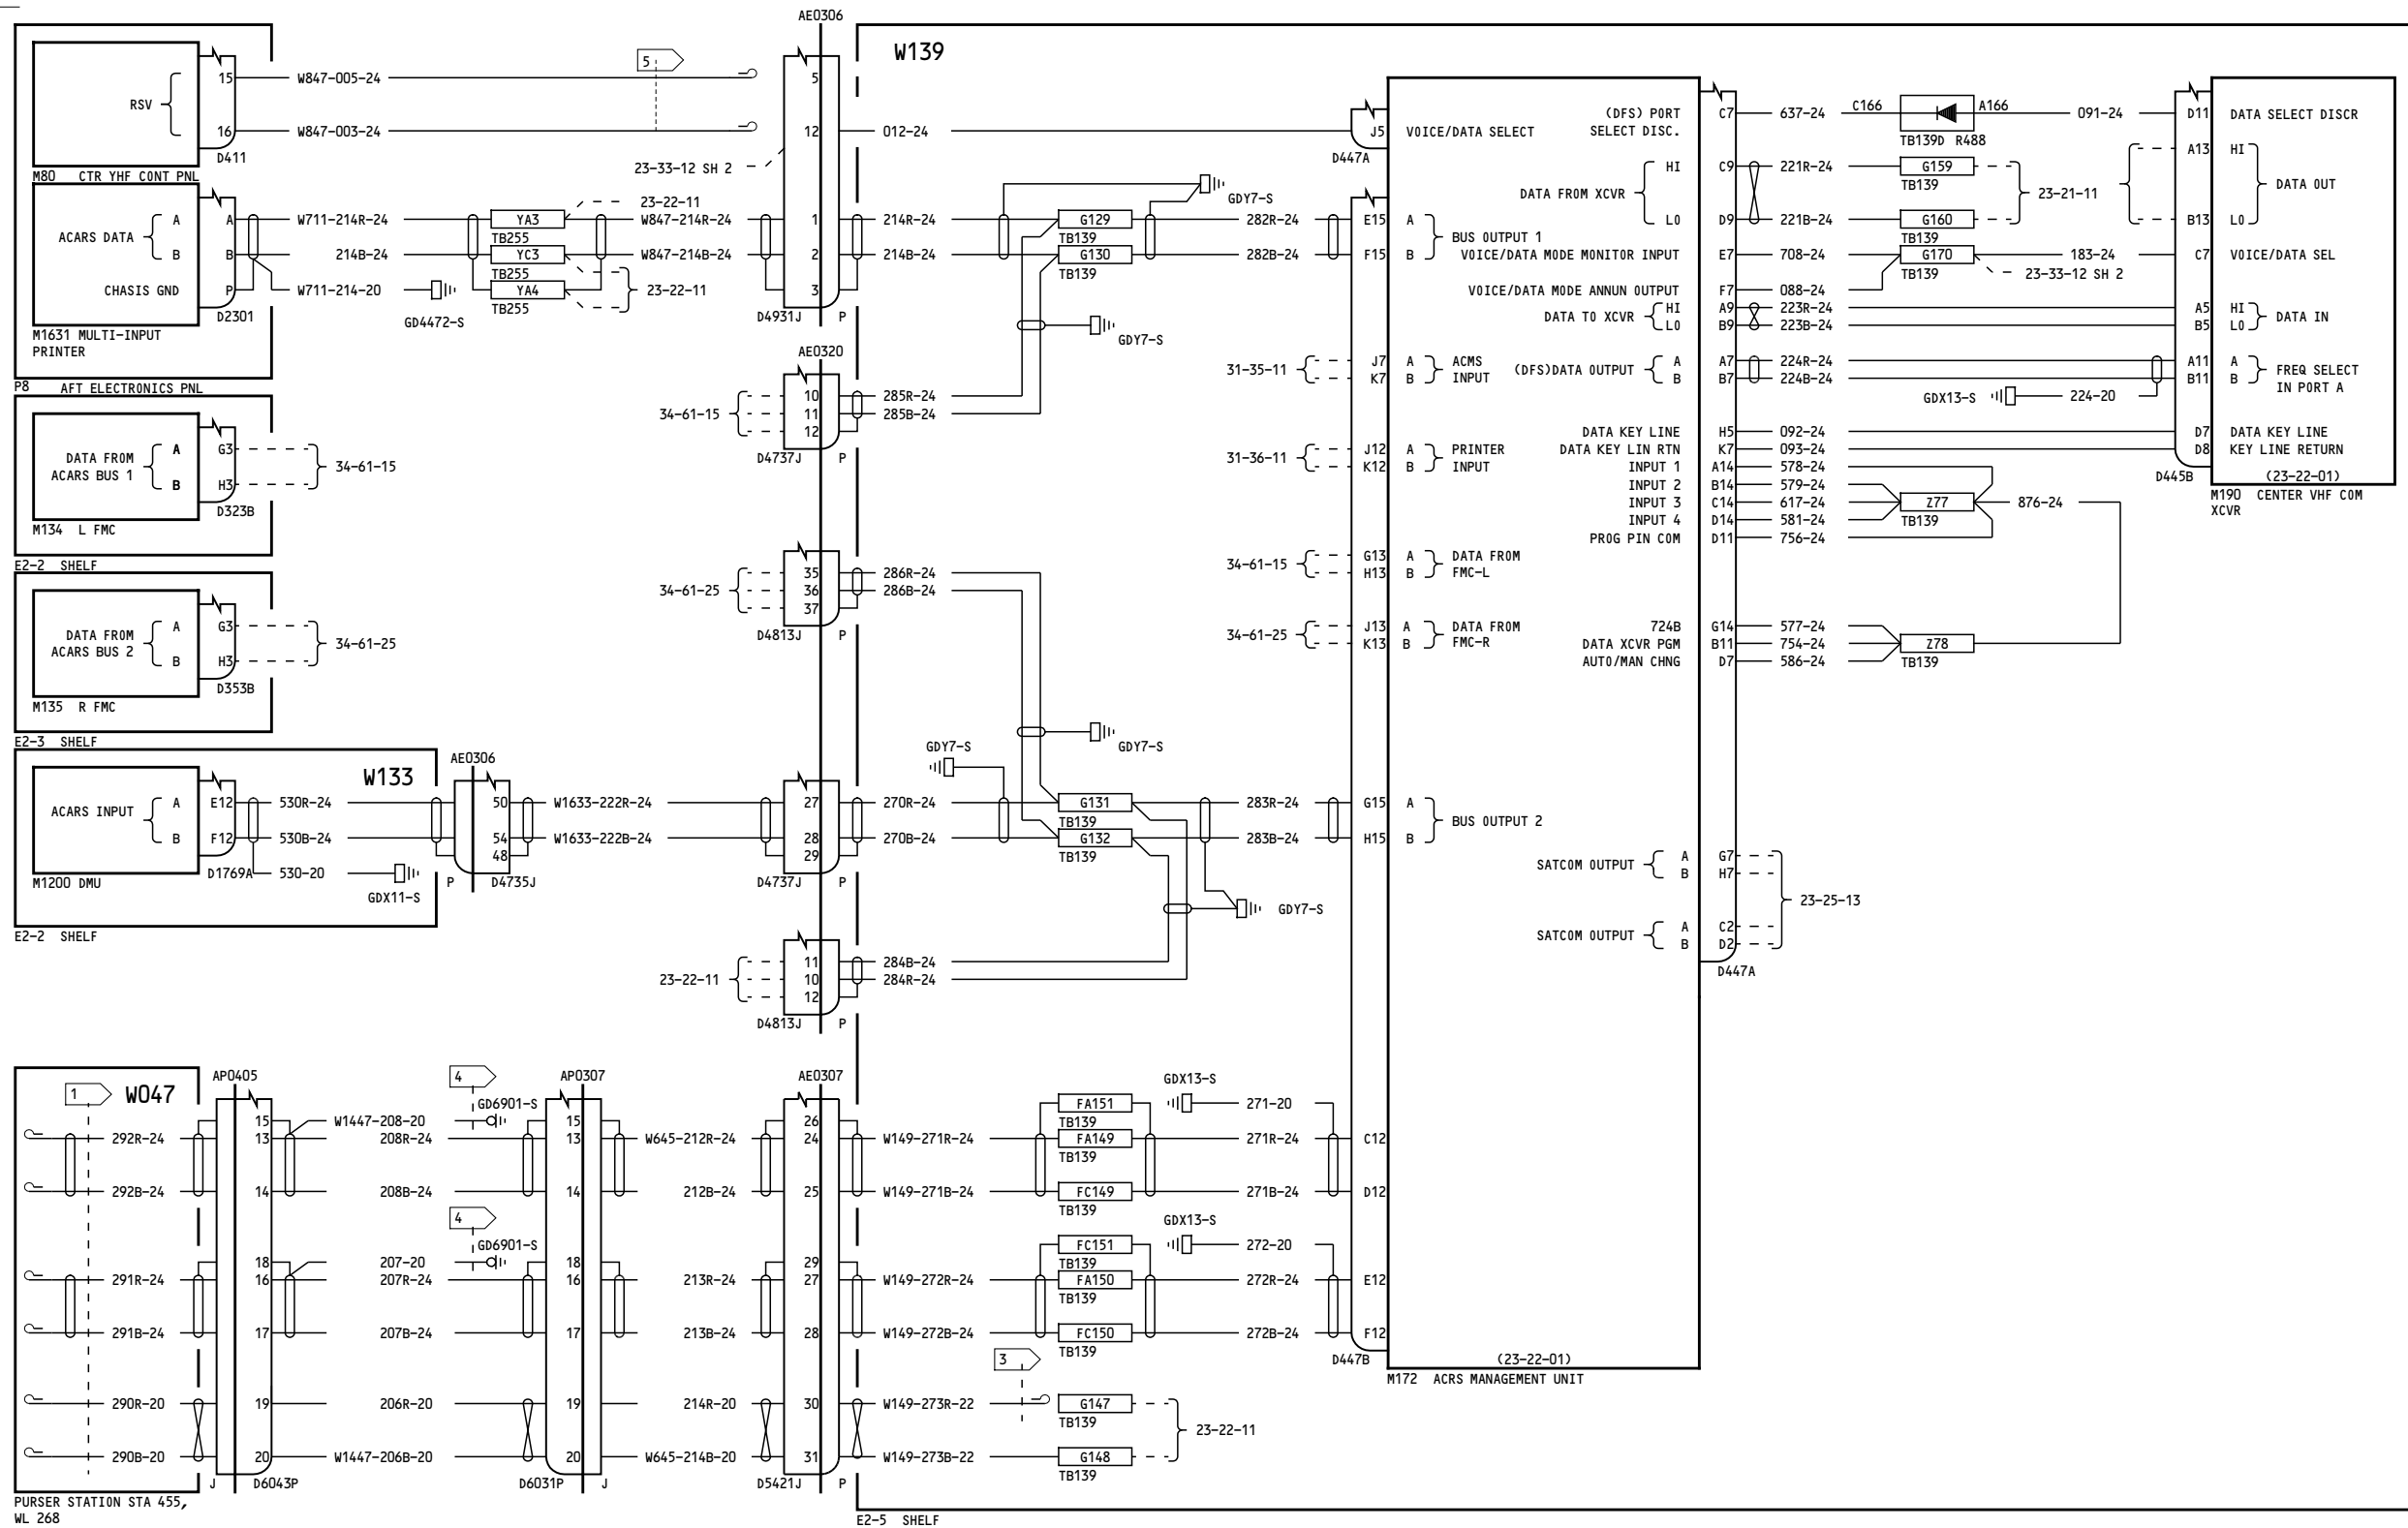 AE0306
W139
5
15
W847-005-24
5
RSV
16
W847-003-24
12
012-24
J5
VOICE/DATA SELECT
D447A
D411
23-33-12 SH 2
M80 CTR YHF CONT PNL
(DFS) PORT
SELECT DISC.
C7
637-24
C166
A166
091-24
D11
DATA SELECT DISCR
TB139D R488
A13
HI
DATA OUT
B13
LO
DATA FROM XCVR
HI
LO
C9
221R-24
G159
TB139
23-21-11
D9
221B-24
G160
TB139
ACARS DATA
A
B
CHASIS GND
A
B
P
W711-214R-24
214B-24
W711-214-20
GD4472-S
D2301
M1631 MULTI-INPUT
PRINTER
P8 AFT ELECTRONICS PNL
YA3
TB255
YC3
TB255
YA4
TB255
23-22-11
23-22-11
W847-214R-24
W847-214B-24
1
2
3
D4931J
P
214R-24
214B-24
G129
TB139
G130
TB139
GDY7-S
GDY7-S
282R-24
282B-24
E15
F15
A
B
BUS OUTPUT 1
VOICE/DATA MODE MONITOR INPUT
E7
708-24
G170
TB139
183-24
C7
VOICE/DATA SEL
23-33-12 SH 2
VOICE/DATA MODE ANNUN OUTPUT
F7
088-24
DATA TO XCVR
HI
LO
A9
B9
223R-24
223B-24
A5
B5
HI
LO
DATA IN
AE0320
10
11
12
34-61-15
285R-24
285B-24
D4737J
P
31-35-11
J7
K7
A
B
ACMS
INPUT
(DFS)DATA OUTPUT
A
B
A7
B7
224R-24
224B-24
A11
B11
A
B
FREQ SELECT
IN PORT A
GDX13-S
224-20
DATA FROM
ACARS BUS 1
A
B
G3
H3
34-61-15
D323B
M134 L FMC
E2-2 SHELF
31-36-11
J12
K12
A
B
PRINTER
INPUT
DATA KEY LINE
H5
092-24
D7
DATA KEY LINE
DATA KEY LIN RTN
K7
093-24
D8
KEY LINE RETURN
D445B
(23-22-01)
M190 CENTER VHF COM
XCVR
INPUT 1
A14
578-24
INPUT 2
B14
579-24
INPUT 3
C14
617-24
INPUT 4
D14
581-24
PROG PIN COM
D11
756-24
Z77
TB139
876-24
34-61-25
35
36
37
286R-24
286B-24
D4813J
P
34-61-15
G13
H13
A
B
DATA FROM
FMC-L
DATA FROM
ACARS BUS 2
A
B
G3
H3
34-61-25
D353B
M135 R FMC
E2-3 SHELF
34-61-25
J13
K13
A
B
DATA FROM
FMC-R
724B
G14
577-24
DATA XCVR PGM
B11
754-24
AUTO/MAN CHNG
D7
586-24
Z78
TB139
W133
AE0306
ACARS INPUT
A
B
E12
F12
530R-24
530B-24
530-20
GDX11-S
D1769A
M1200 DMU
E2-2 SHELF
50
54
48
P
D4735J
W1633-222R-24
W1633-222B-24
27
28
29
D4737J
P
270R-24
270B-24
GDY7-S
GDY7-S
G131
TB139
G132
TB139
GDY7-S
283R-24
283B-24
G15
H15
A
B
BUS OUTPUT 2
SATCOM OUTPUT
A
B
G7
H7
23-25-13
SATCOM OUTPUT
A
B
C2
D2
D447A
23-22-11
11
10
12
284B-24
284R-24
D4813J
P
1
W047
AP0405
4
AP0307
AE0307
15
W1447-208-20
GD6901-S
15
26
292R-24
13
208R-24
13
W645-212R-24
24
W149-271R-24
292B-24
14
208B-24
14
212B-24
25
W149-271B-24
FA151
TB139
FA149
TB139
FC149
TB139
GDX13-S
271-20
271R-24
271B-24
C12
D12
4
18
207-20
GD6901-S
18
29
291R-24
16
207R-24
16
213R-24
27
W149-272R-24
291B-24
17
207B-24
17
213B-24
28
W149-272B-24
FC151
TB139
FA150
TB139
FC150
TB139
GDX13-S
272-20
272R-24
272B-24
E12
F12
D447B
(23-22-01)
M172 ACRS MANAGEMENT UNIT
3
290R-20
19
206R-20
19
214R-20
30
W149-273R-22
G147
TB139
23-22-11
290B-20
20
W1447-206B-20
20
W645-214B-20
31
W149-273B-22
G148
TB139
J
D6043P
D6031P
J
D5421J
P
PURSER STATION STA 455,
WL 268
E2-5 SHELF